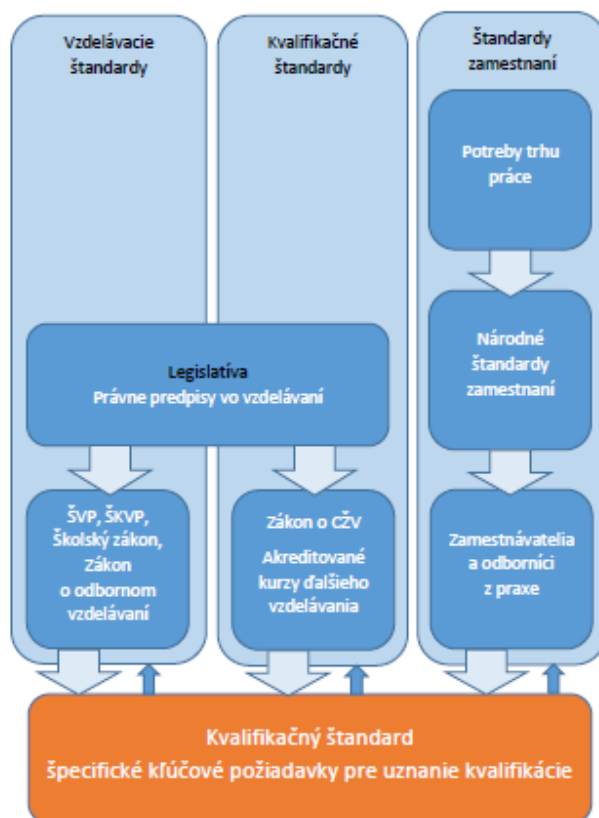 Vzdelávacie
štandardy
Kvalifikačné
štandardy
Štandardy
zamestnaní
Potreby trhu
práce
Národné
štandardy
zamestnaní
Legislatíva
Právne predpisy vo vzdelávaní
ŠVP, ŠKVP,
Školský zákon,
Zákon
o odbornom
vzdelávaní
Zákon o CŽV
Akreditované
kurzy ďalšieho
vzdelávania
Zamestnávatelia
a odborníci
z praxe
Kvalifikačný štandard
špecifické kľúčové požiadavky pre uznanie kvalifikácie